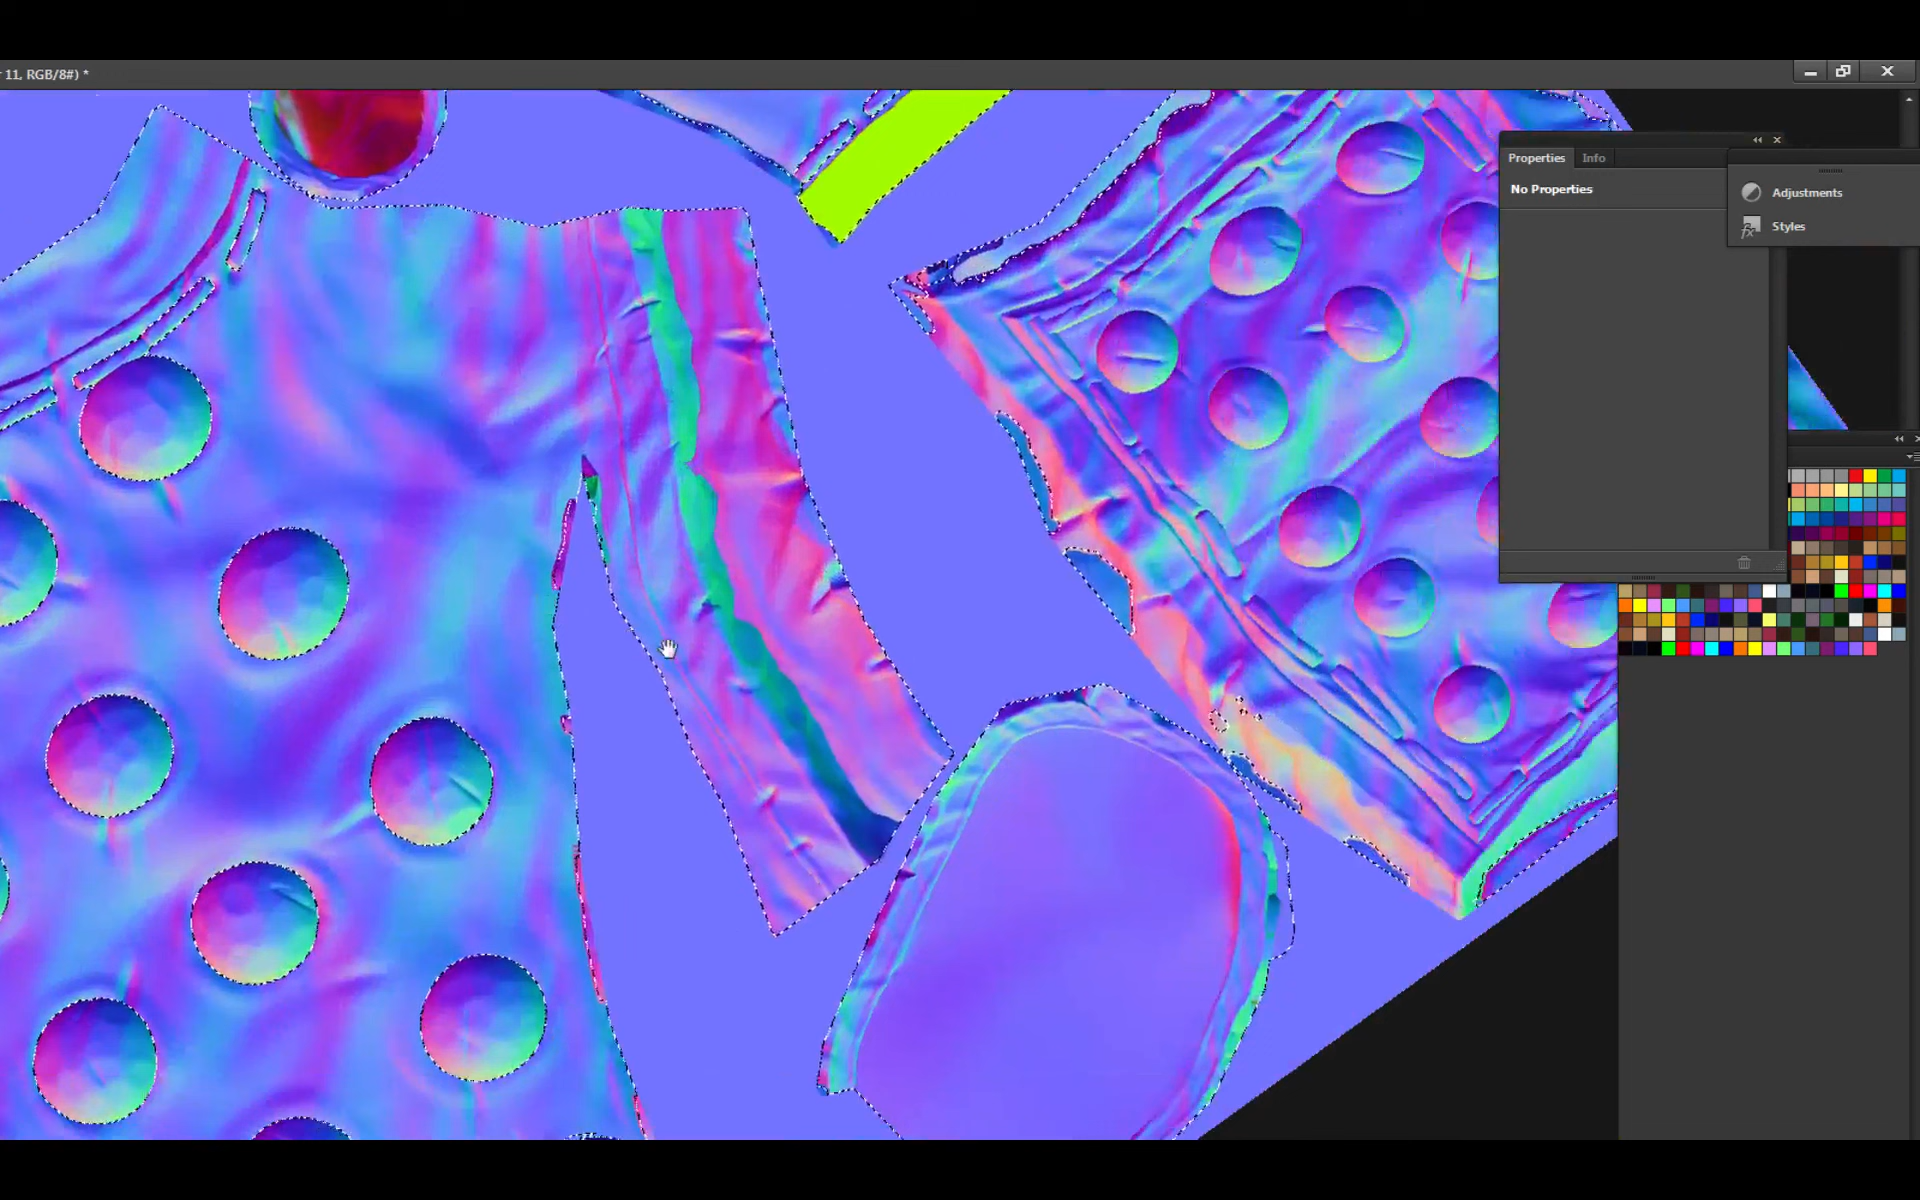 11, RGB/8#) *
Properties
Info
No Properties
Adjustments
Styles